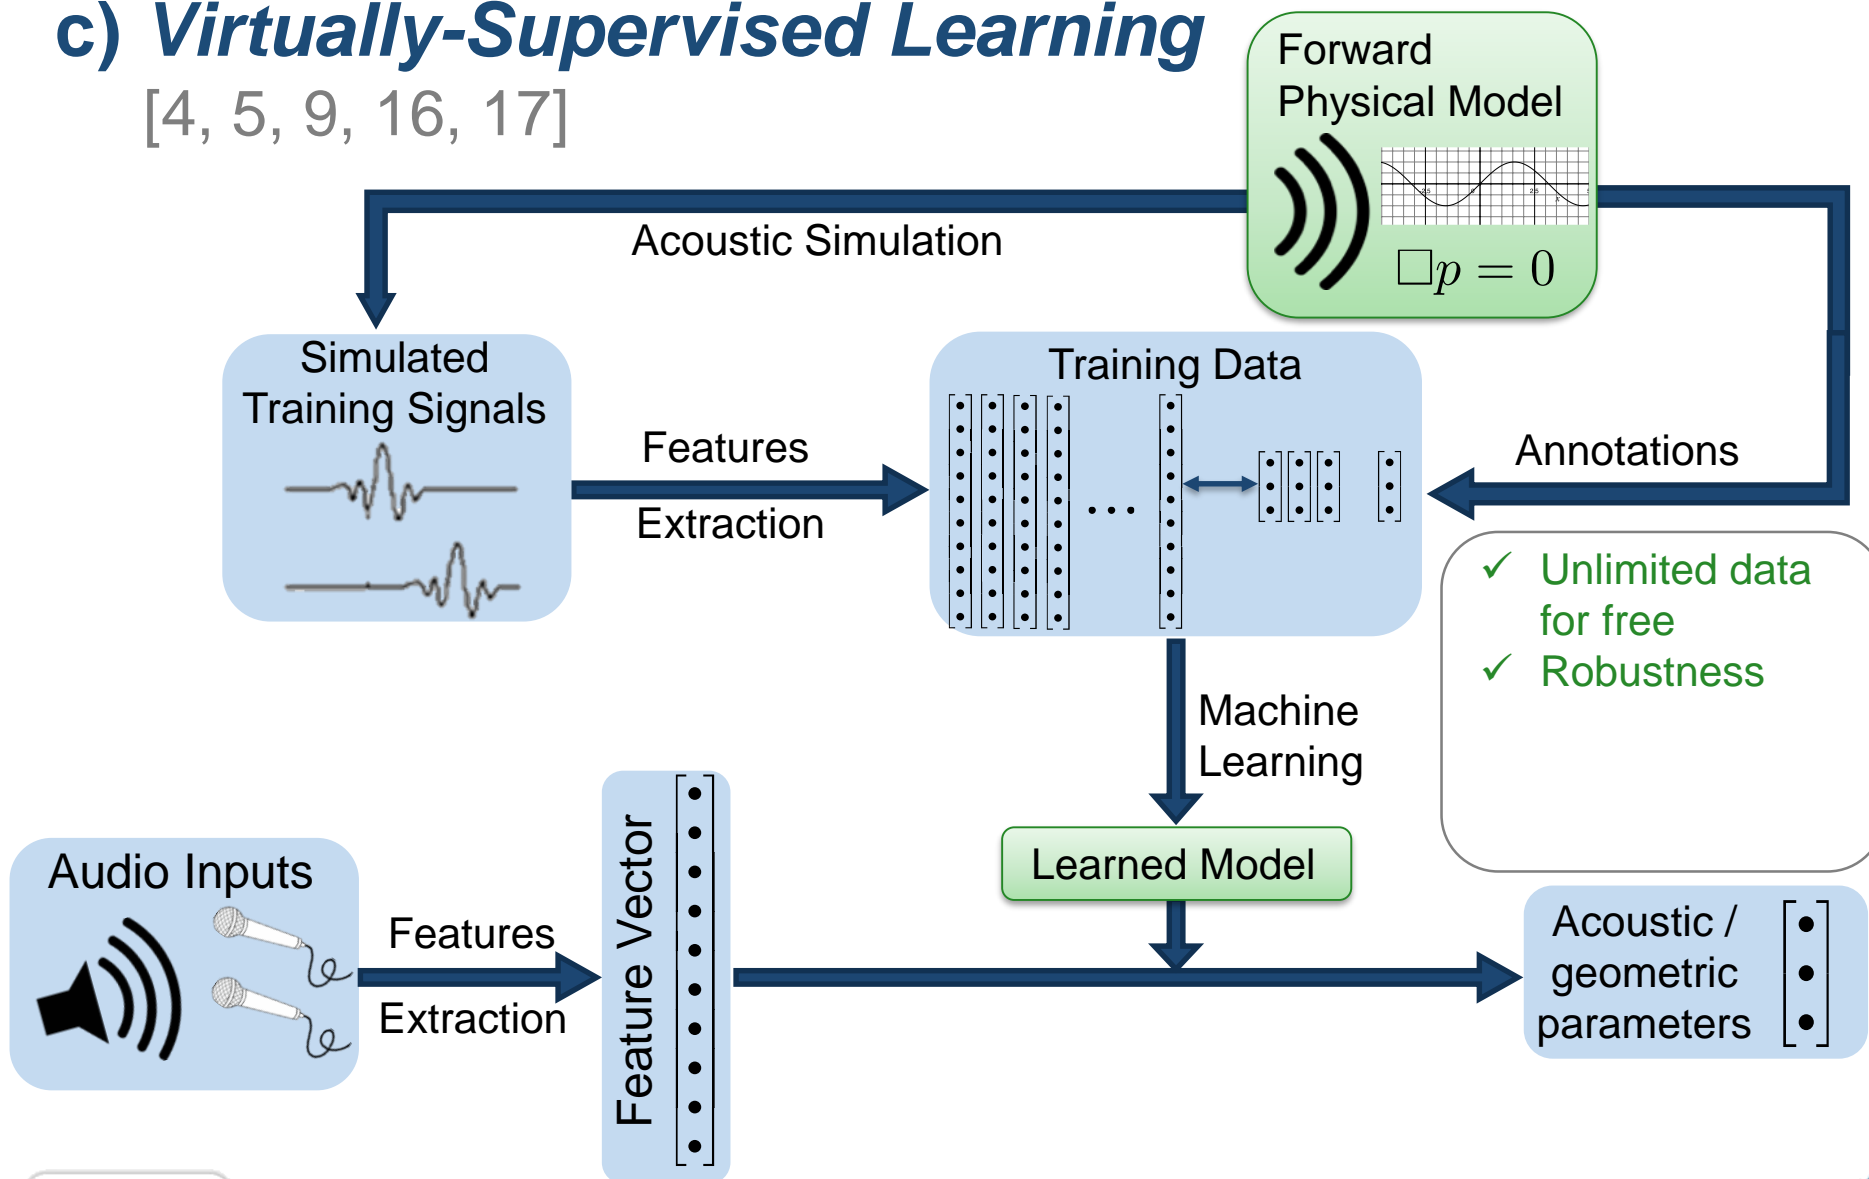 c) Virtually-Supervised Learning
[4, 5, 9, 16, 17]
Forward
Physical Model
□p = 0
Acoustic Simulation
Simulated
Training Signals
Features
Extraction
Training Data
...
Annotations
✓ Unlimited data
for free
✓ Robustness
Machine
Learning
Learned Model
Audio Inputs
Features
Extraction
Feature Vector
Acoustic /
geometric
parameters